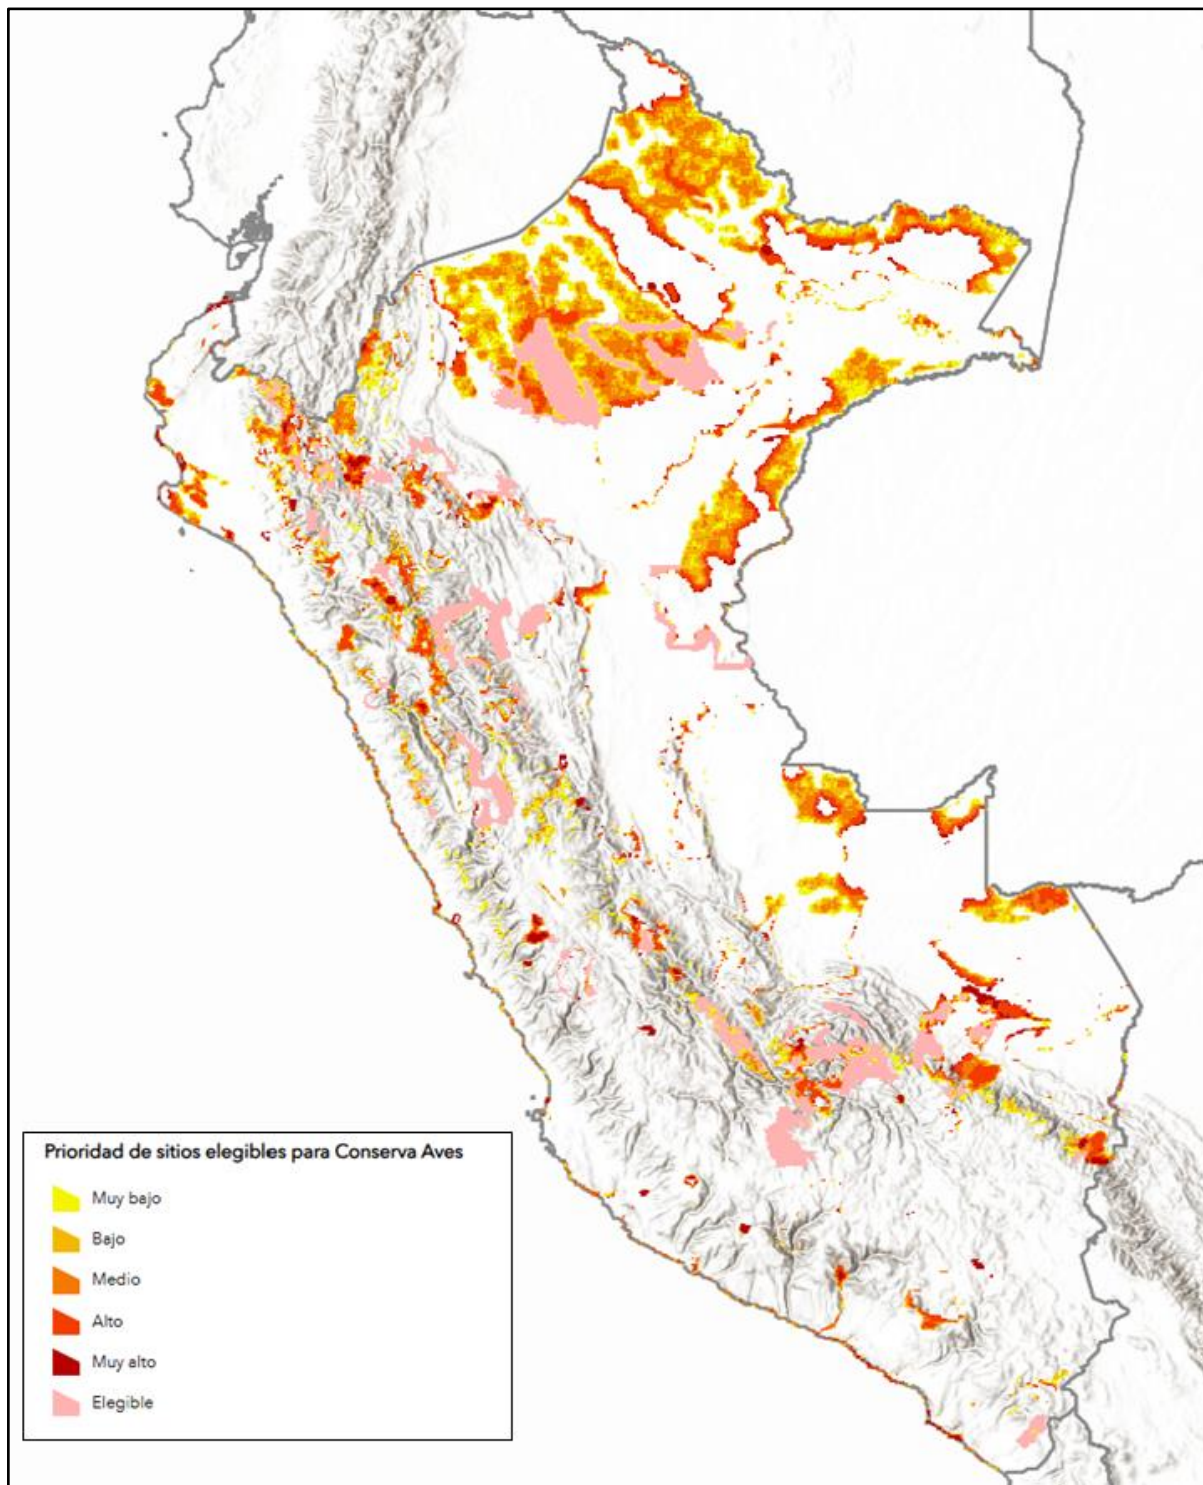 Prioridad de sitios elegibles para Conserva Aves
Muy bajo
Bajo
Medio
Alto
Muy alto
Elegible